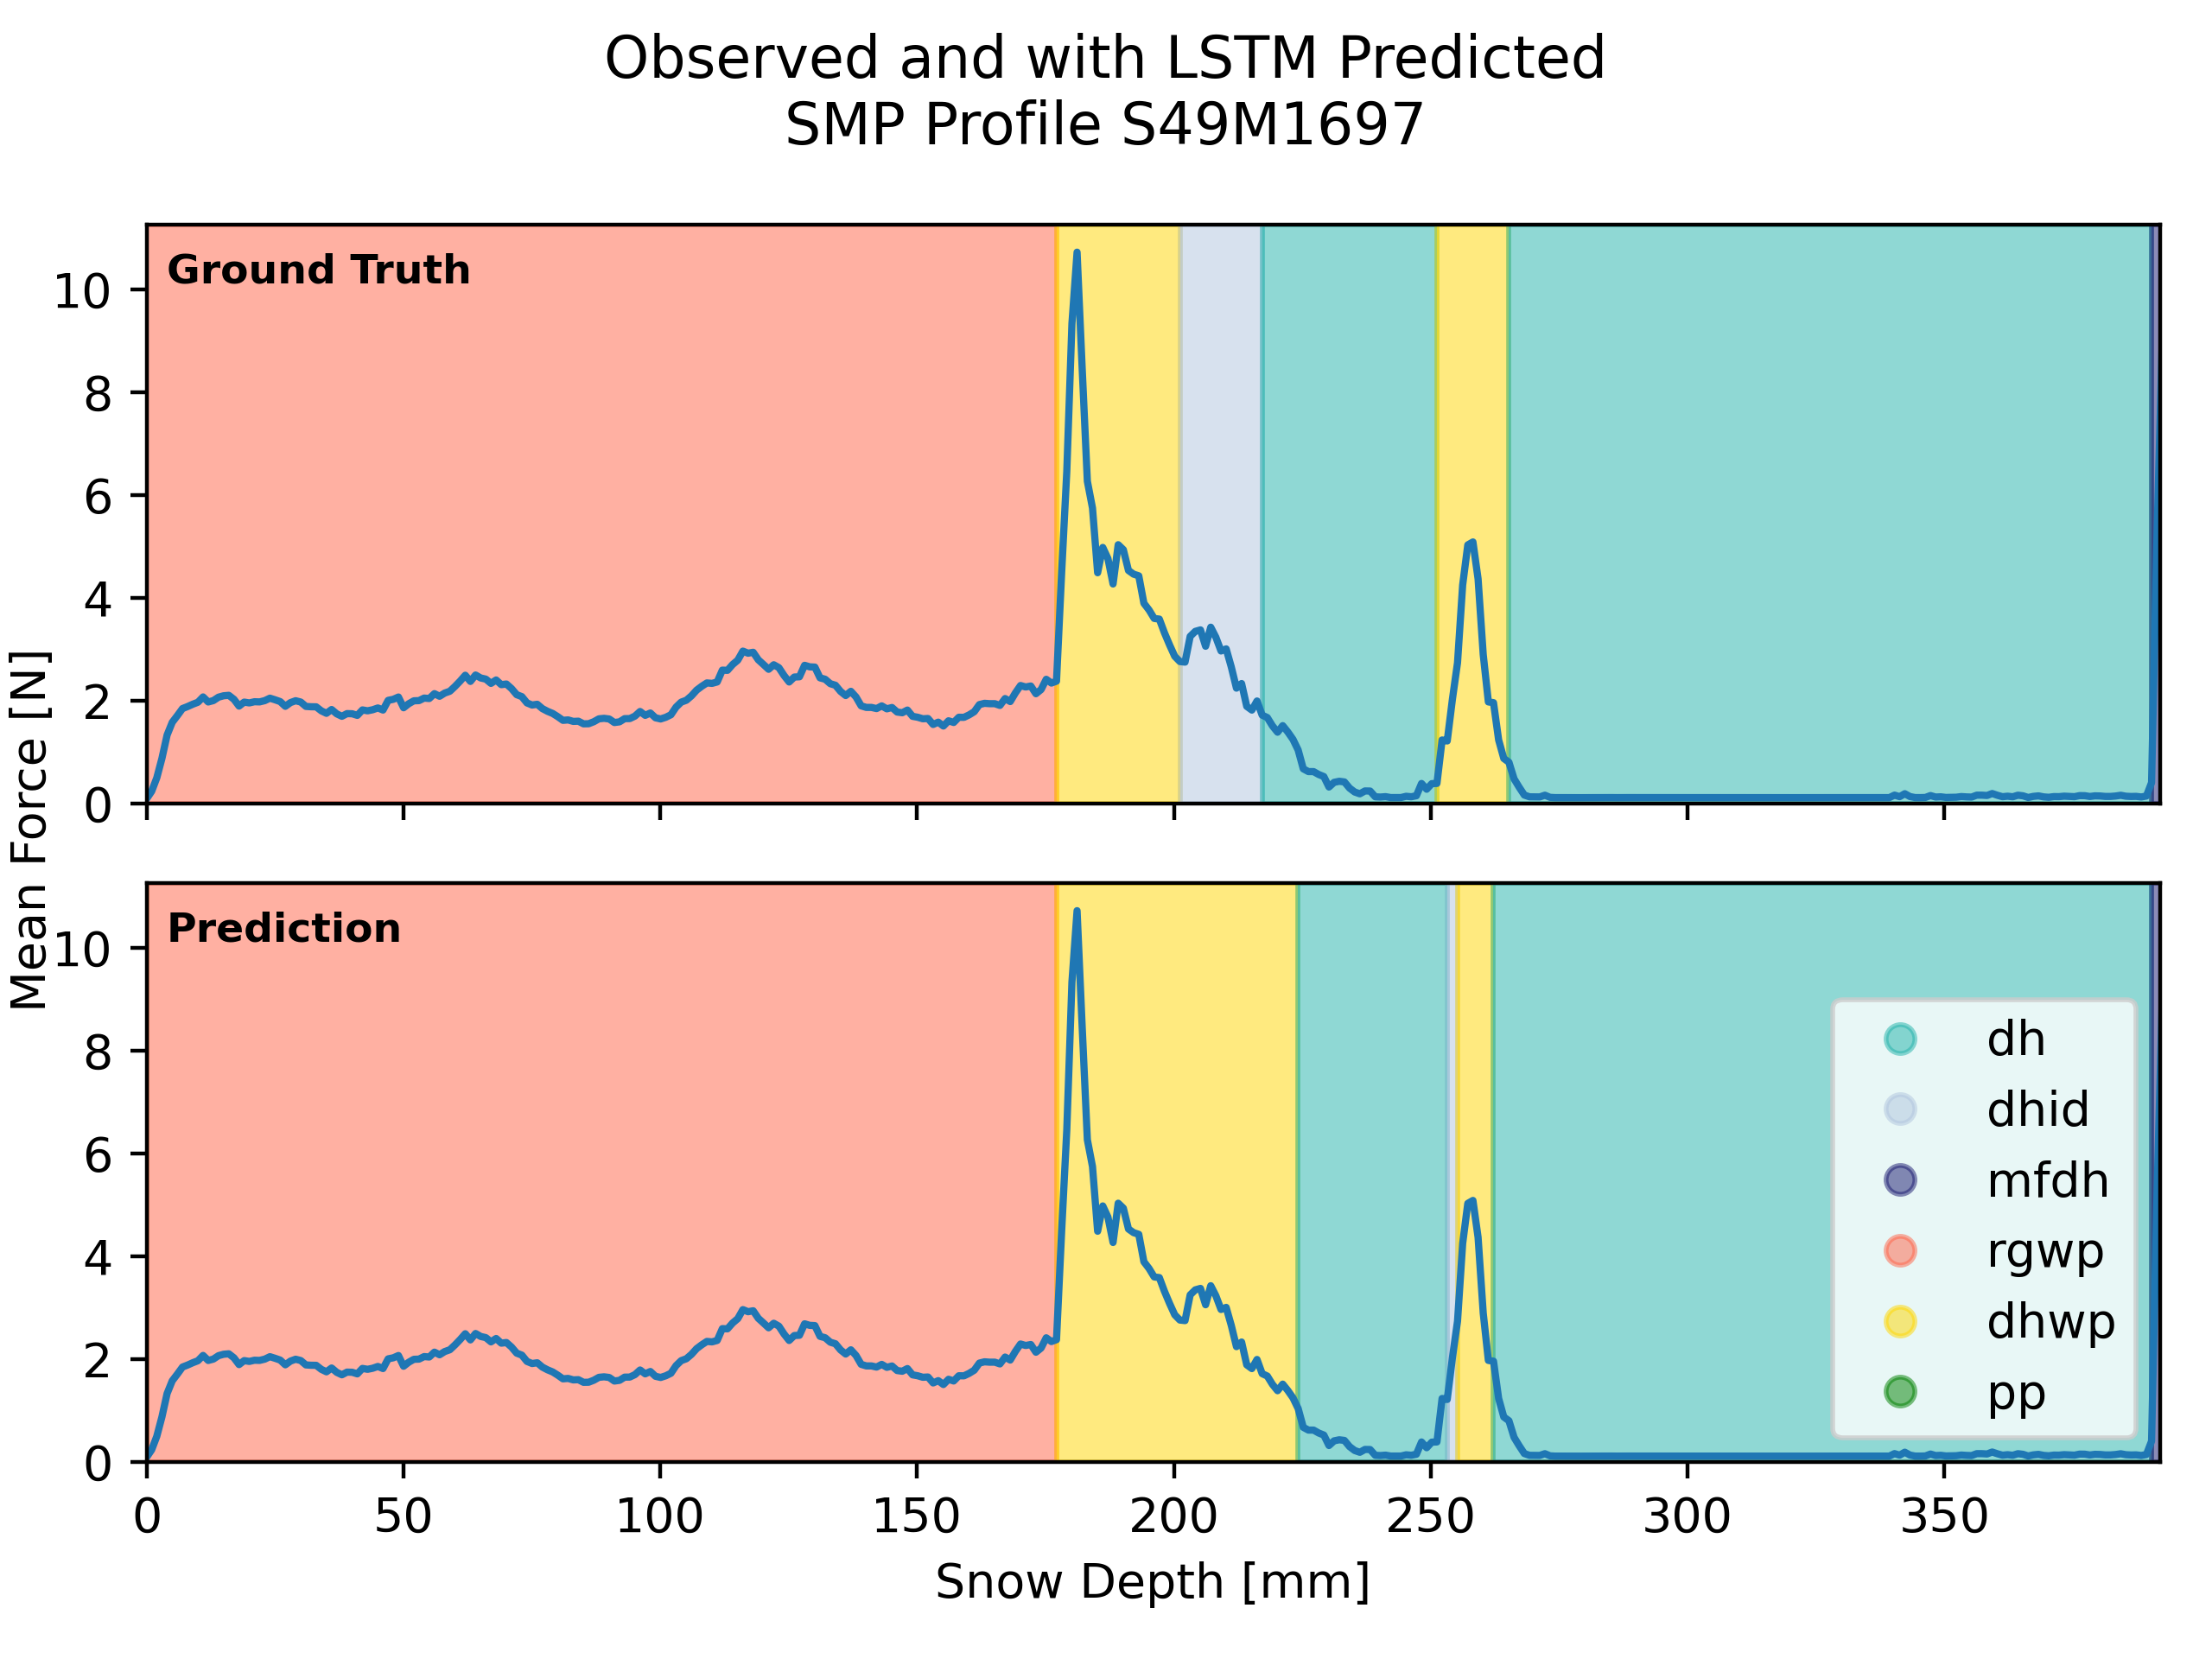 Observed and with LSTM Predicted
SMP Profile S49M1697
Mean Force [N]
Ground Truth
10
8
6
4
2
0
Prediction
10
8
6
4
2
0
dh
dhid
mfdh
rgwp
dhwp
pp
0 50 100 150 200 250 300 350
Snow Depth [mm]